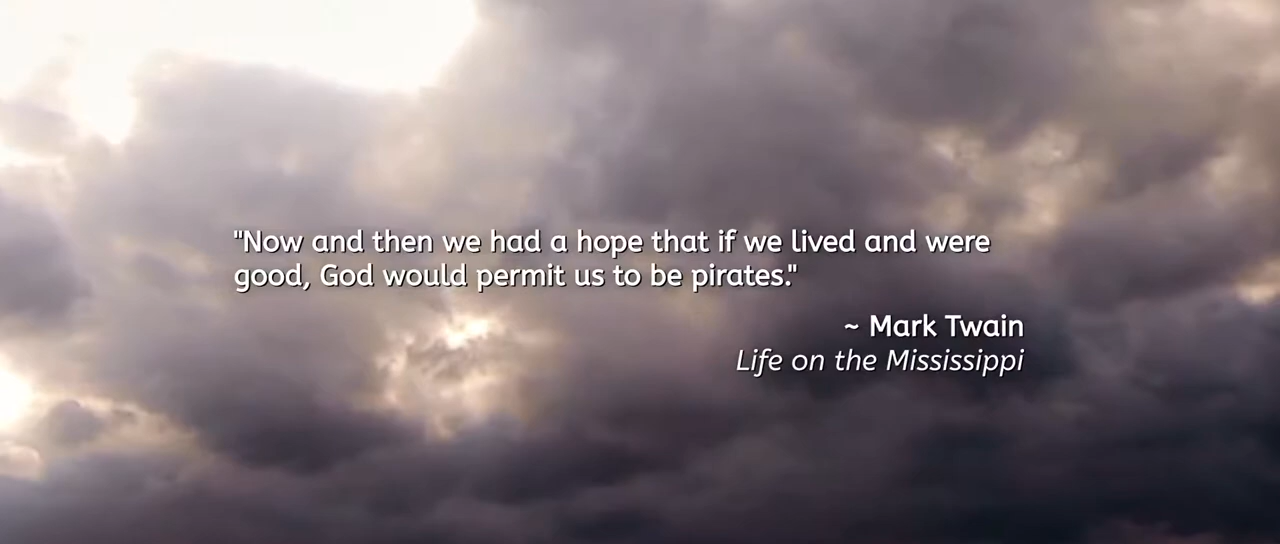 "Now and then we had a hope that if we lived and were
good, God would permit us to be pirates."
~ Mark Twain
Life on the Mississippi